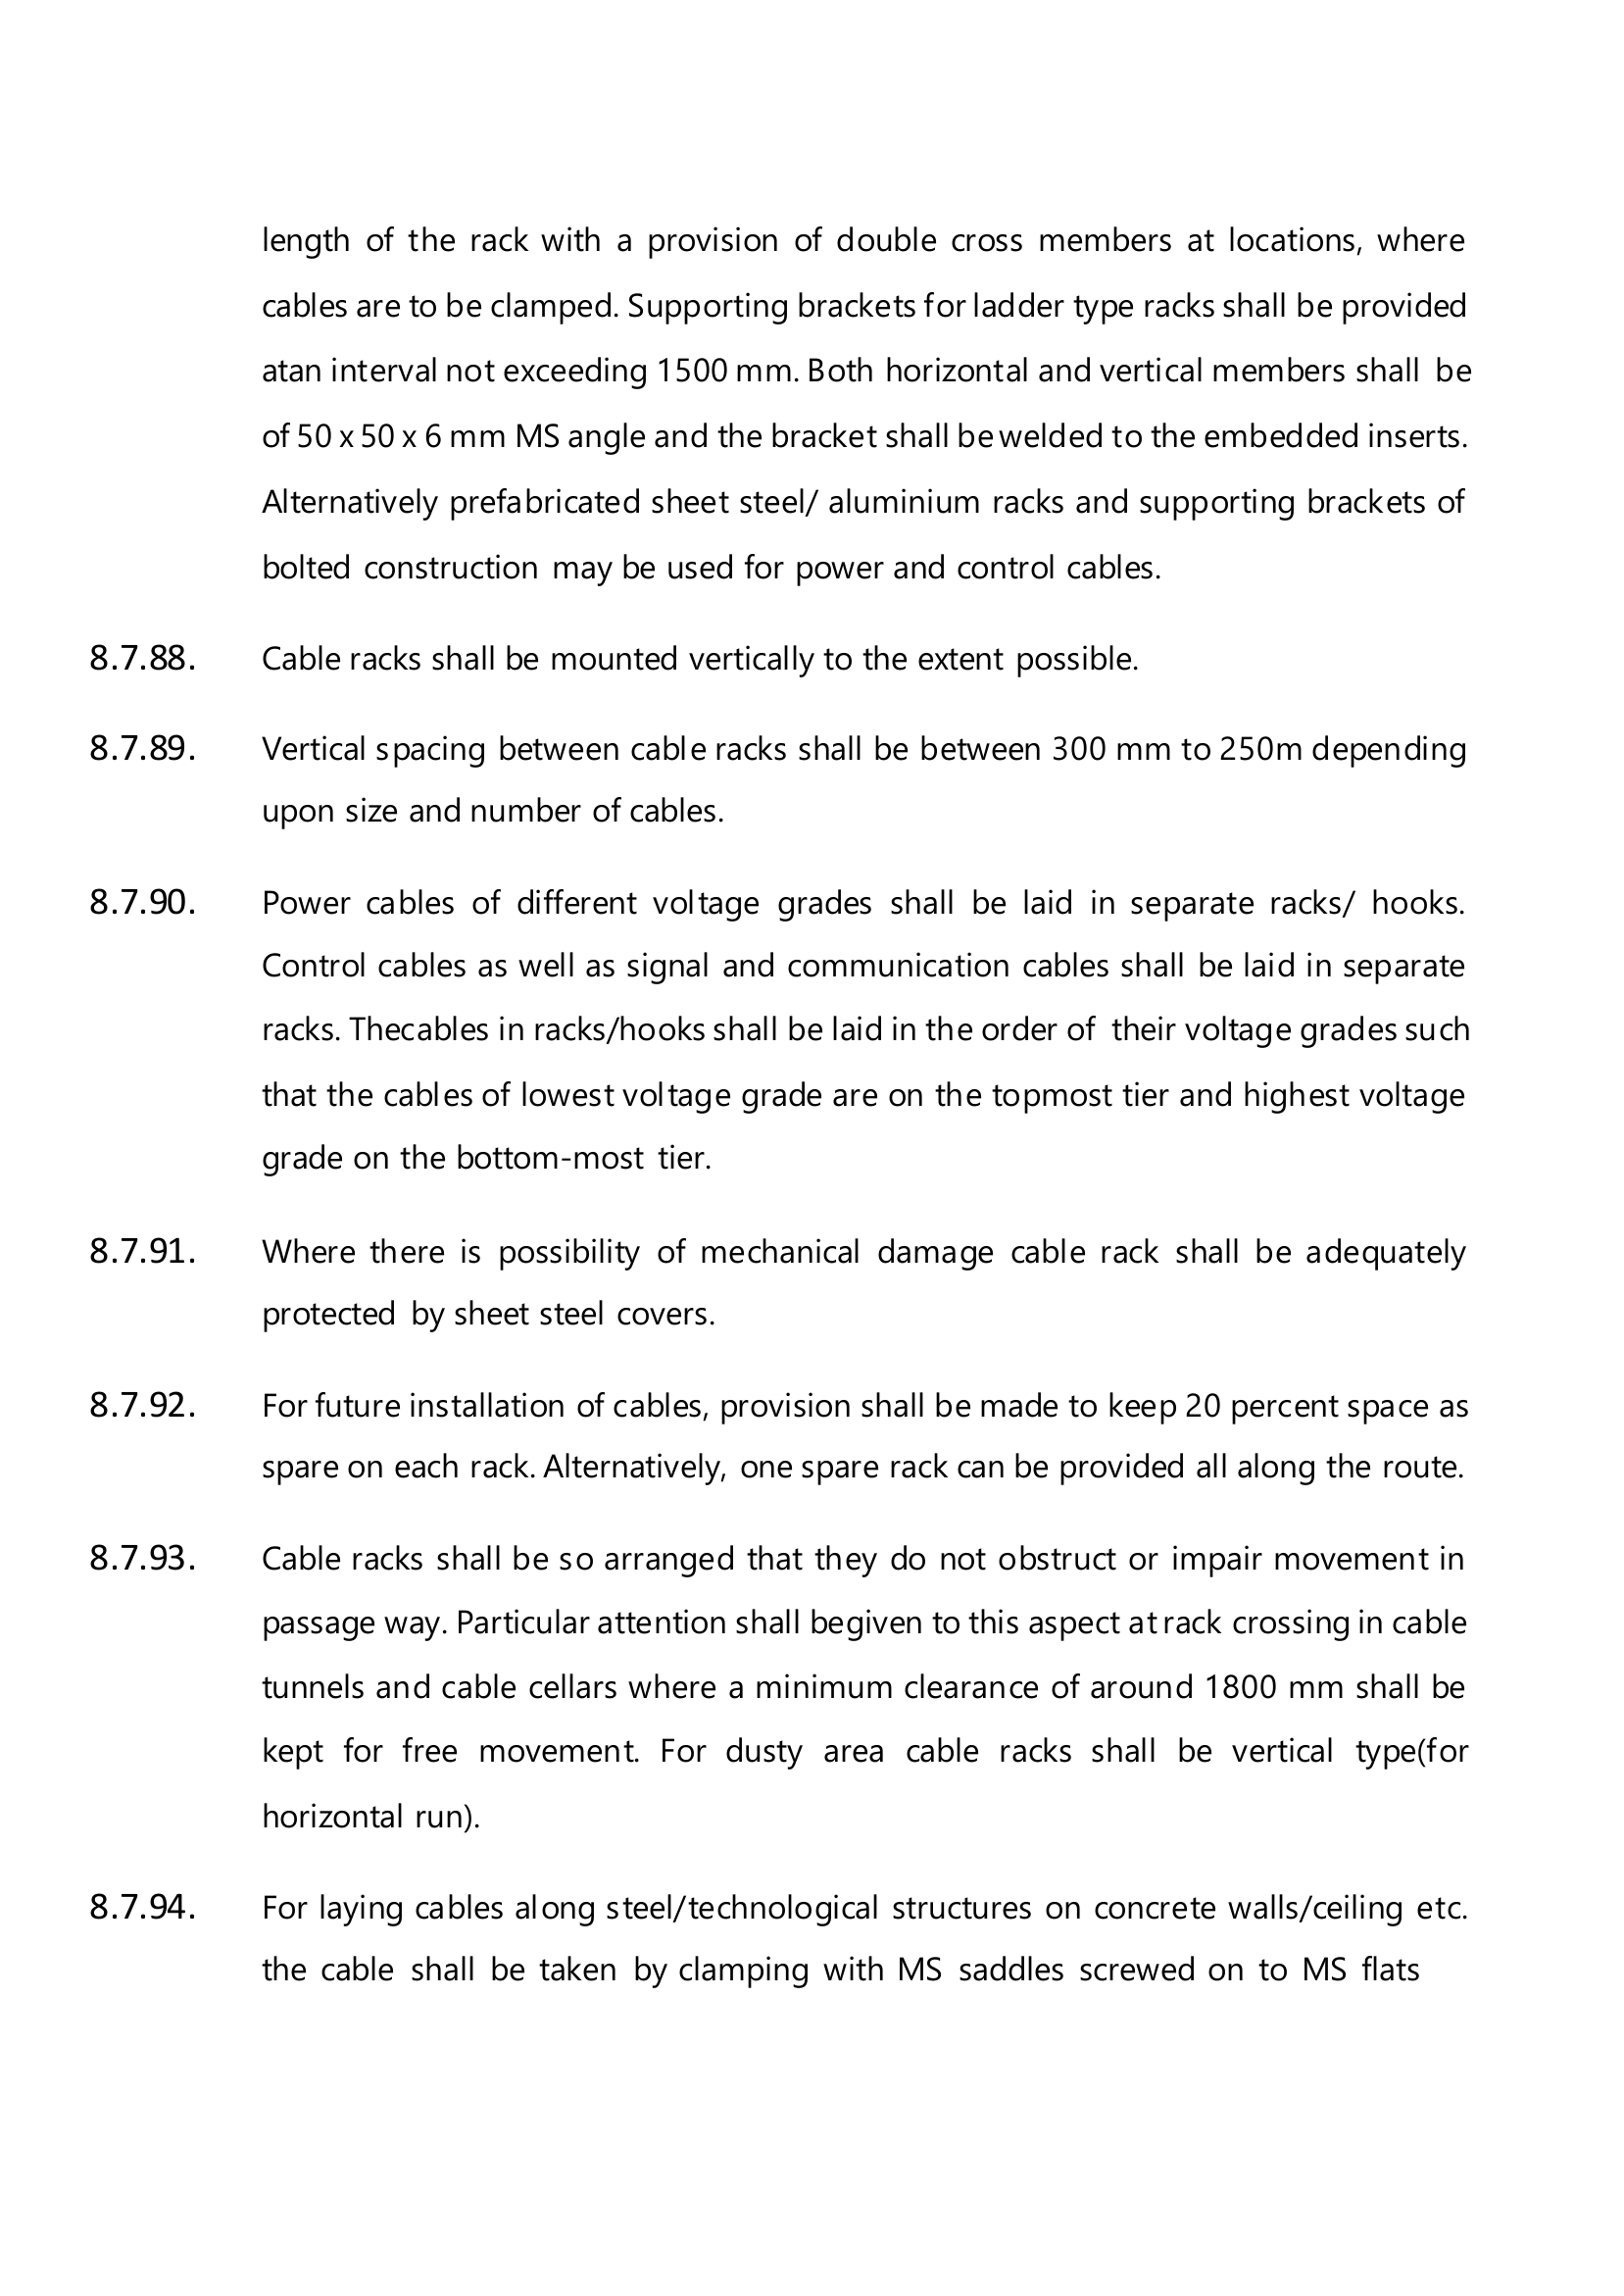 length of the rack with a provision of double cross members at locations, where
cables are to be clamped. Supporting brackets for ladder type racks shall be provided
atan interval not exceeding 1500 mm. Both horizontal and vertical members shall be
of 50 x 50 x 6 mm MS angle and the bracket shall be welded to the embedded inserts.
Alternatively prefabricated sheet steel/ aluminium racks and supporting brackets of
bolted construction may be used for power and control cables.
8.7.88. Cable racks shall be mounted vertically to the extent possible.
8.7.89. Vertical spacing between cable racks shall be between 300 mm to 250m depending
upon size and number of cables.
8.7.90. Power cables of different voltage grades shall be laid in separate racks/ hooks.
Control cables as well as signal and communication cables shall be laid in separate
racks. Thecables in racks/hooks shall be laid in the order of their voltage grades such
that the cables of lowest voltage grade are on the topmost tier and highest voltage
grade on the bottom-most tier.
8.7.91. Where there is possibility of mechanical damage cable rack shall be adequately
protected by sheet steel covers.
8.7.92. For future installation of cables, provision shall be made to keep 20 percent space as
spare on each rack. Alternatively, one spare rack can be provided all along the route.
8.7.93. Cable racks shall be so arranged that they do not obstruct or impair movement in
passage way. Particular attention shall begiven to this aspect at rack crossing in cable
tunnels and cable cellars where a minimum clearance of around 1800 mm shall be
kept for free movement. For dusty area cable racks shall be vertical type(for
horizontal run).
8.7.94. For laying cables along steel/technological structures on concrete walls/ceiling etc.
the cable shall be taken by clamping with MS saddles screwed on to MS flats